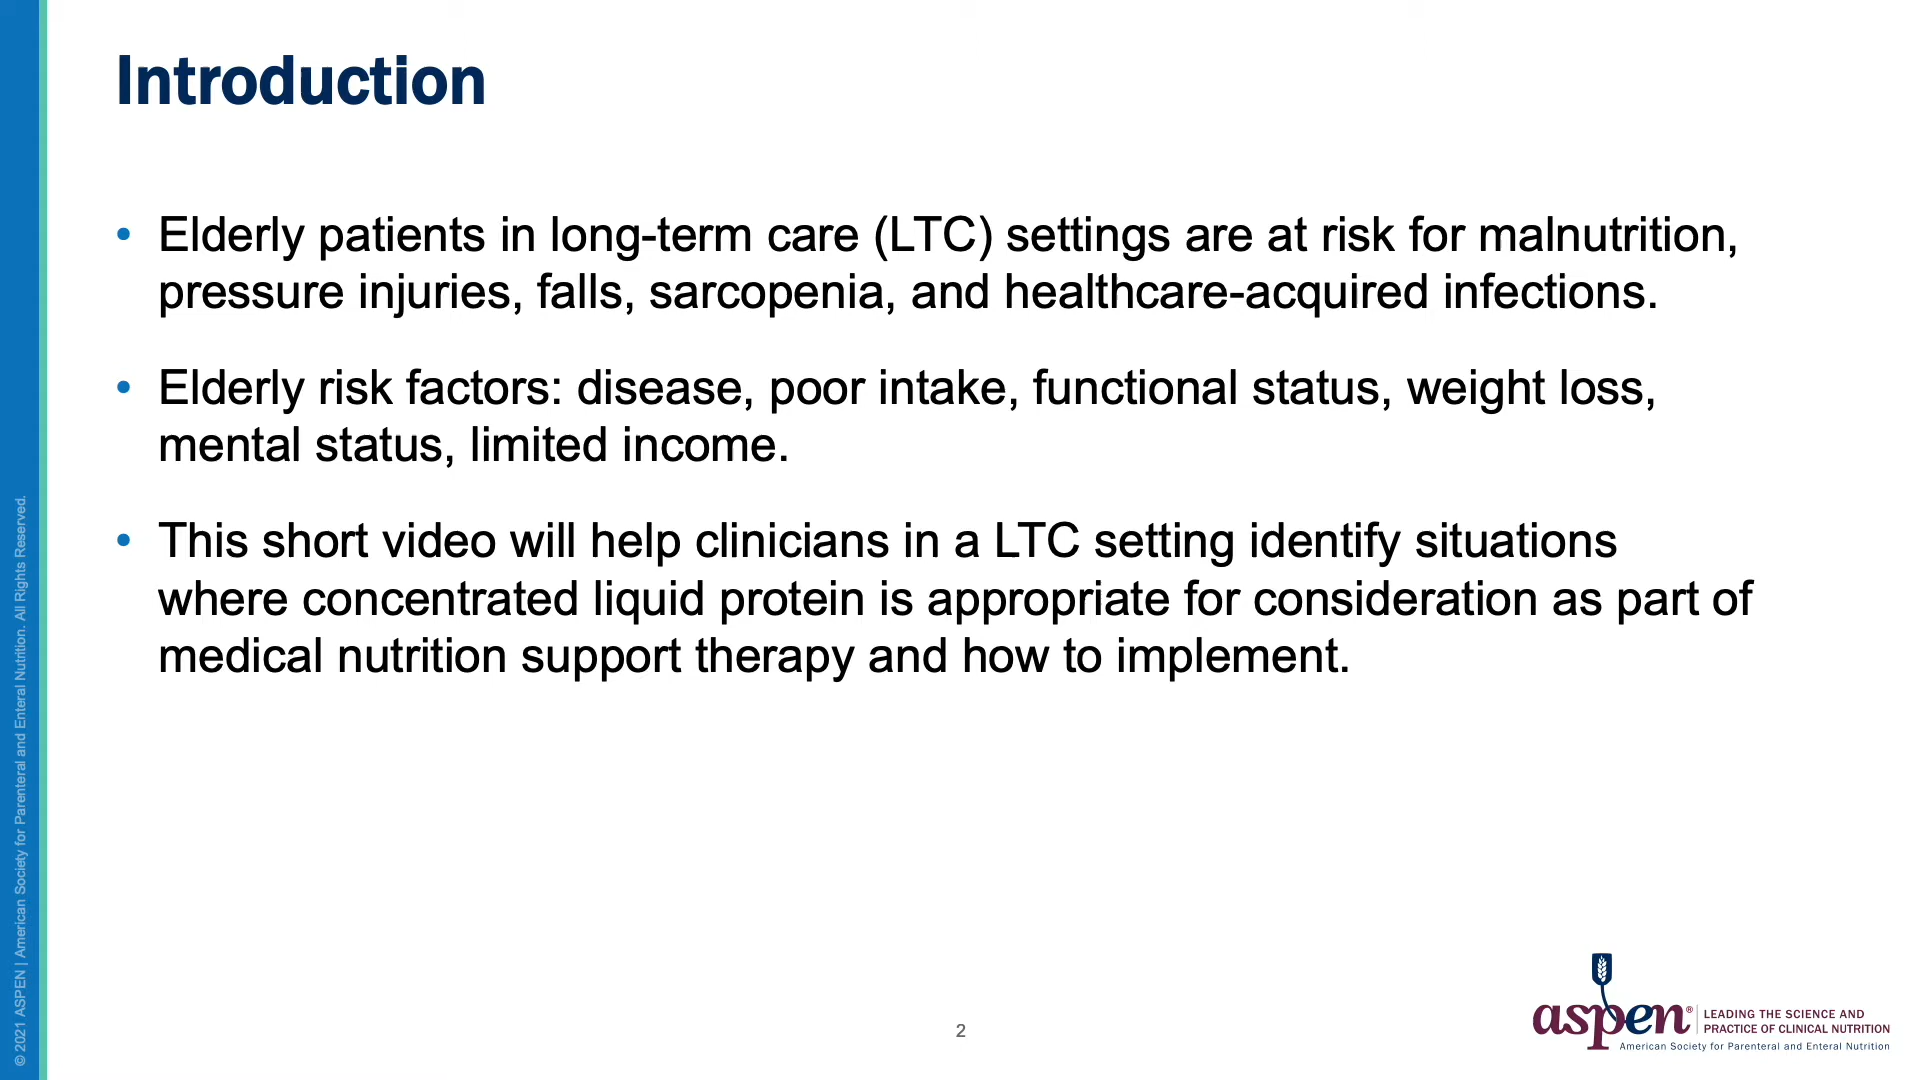 Introduction
• Elderly patients in long-term care (LTC) settings are at risk for malnutrition,
pressure injuries, falls, sarcopenia, and healthcare-acquired infections.
• Elderly risk factors: disease, poor intake, functional status, weight loss,
mental status, limited income.
• This short video will help clinicians in a LTC setting identify situations
where concentrated liquid protein is appropriate for consideration as part of
medical nutrition support therapy and how to implement.
© 2021 ASPEN | American Society for Parenteral and Enteral Nutrition. All Rights Reserved.
2
aspen®
LEADING THE SCIENCE AND
PRACTICE OF CLINICAL NUTRITION
American Society for Parenteral and Enteral Nutrition